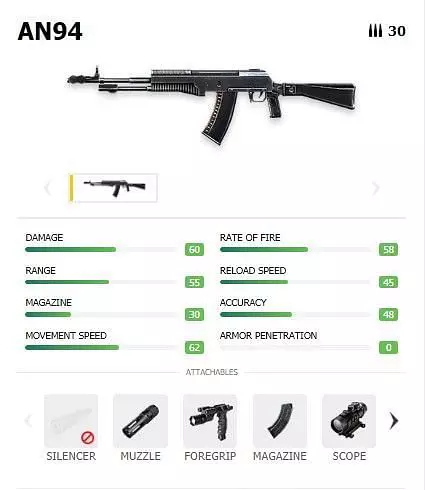 AN94 30
DAMAGE 60 RATE OF FIRE 58
RANGE 55 RELOAD SPEED 45
MAGAZINE 30 ACCURACY 48
MOVEMENT SPEED 62 ARMOR PENETRATION 0
ATTACHABLES
SILENCER MUZZLE FOREGRIP MAGAZINE SCOPE